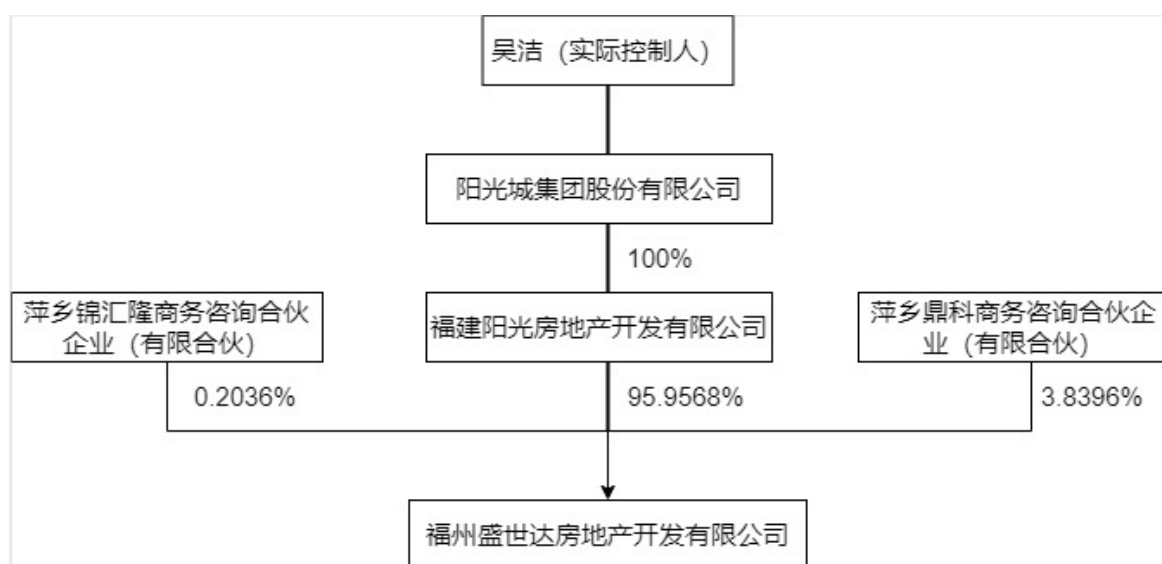 吴洁（实际控制人）
阳光城集团股份有限公司
100%
萍乡锦汇隆商务咨询合伙
企业（有限合伙）
福建阳光房地产开发有限公司
萍乡鼎科商务咨询合伙企
业（有限合伙）
0.2036%
95.9568%
3.8396%
福州盛世达房地产开发有限公司